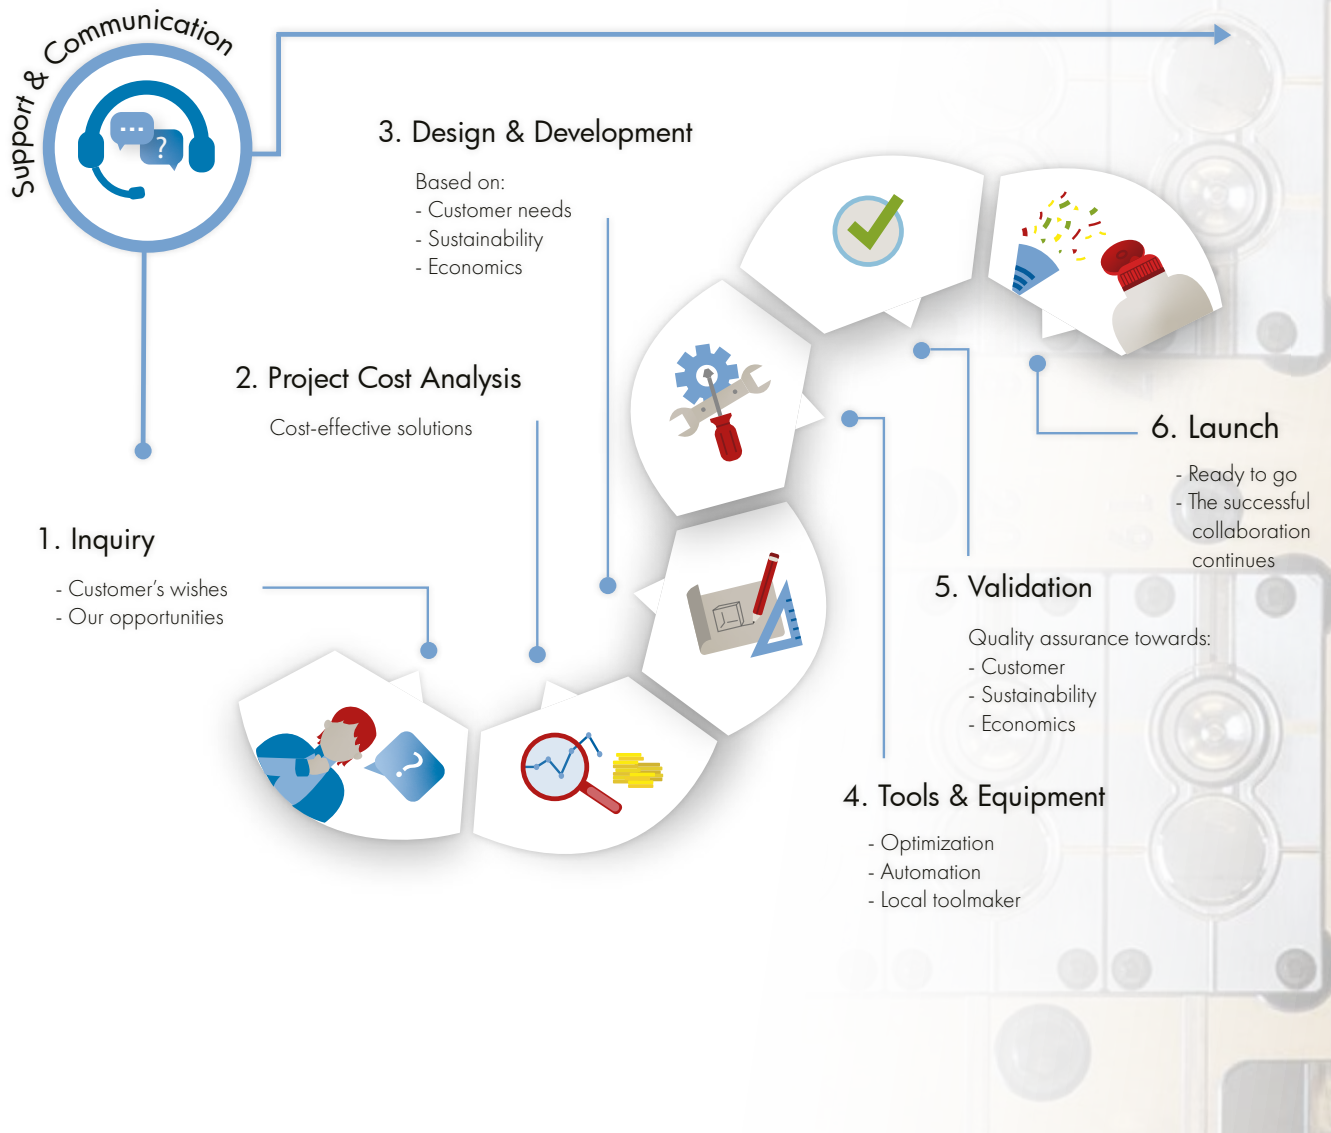 Support & Communication
3. Design & Development
Based on:
- Customer needs
- Sustainability
- Economics
2. Project Cost Analysis
Cost-effective solutions
1. Inquiry
- Customer's wishes
- Our opportunities
6. Launch
- Ready to go
- The successful
collaboration
continues
5. Validation
Quality assurance towards:
- Customer
- Sustainability
- Economics
4. Tools & Equipment
- Optimization
- Automation
- Local toolmaker
?
?